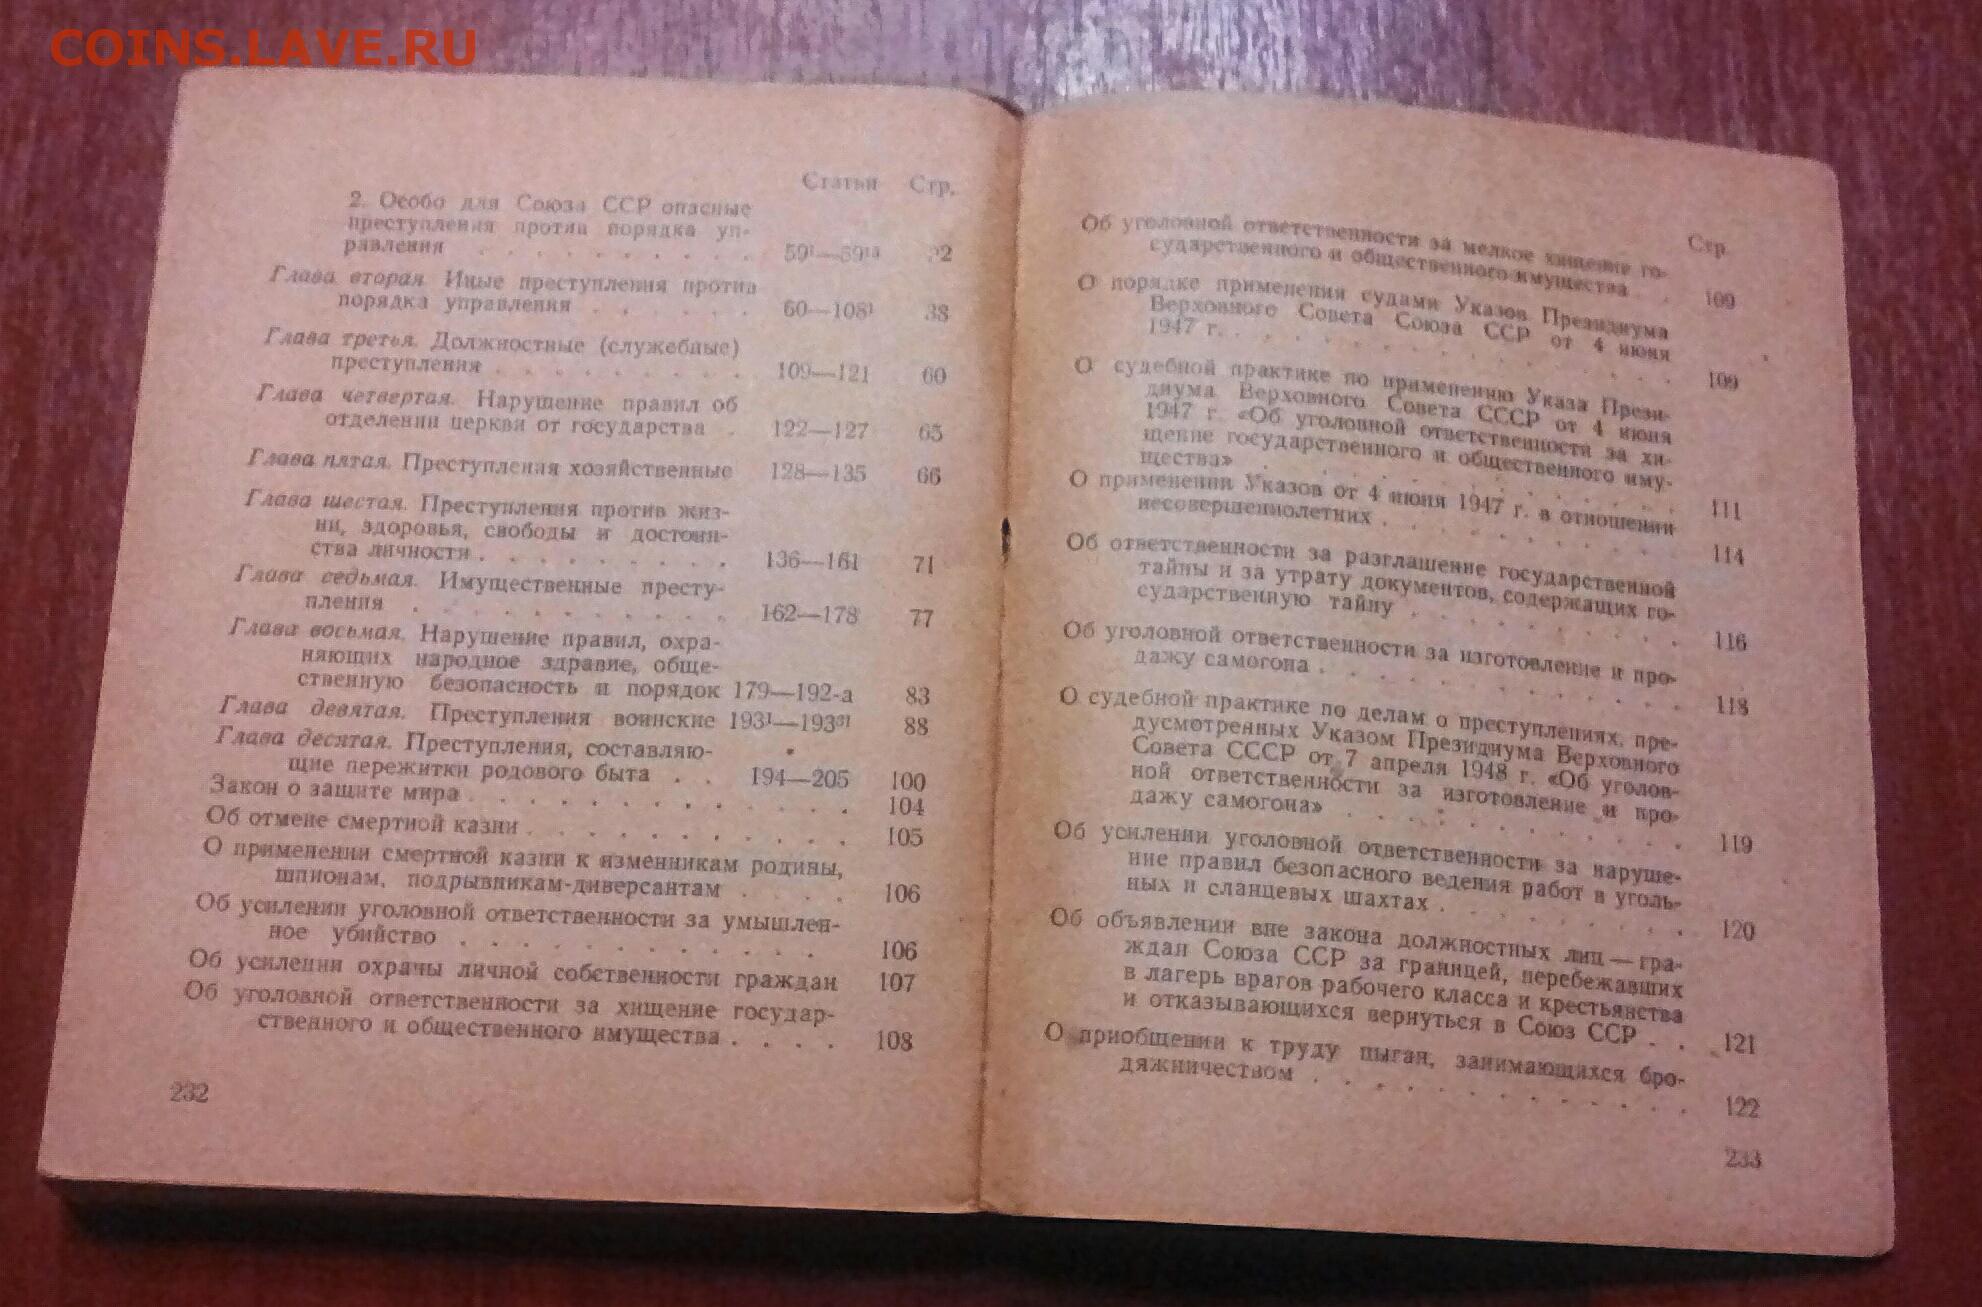 COINS.LAVE.RU
Статьи Стр.
2. Особо для Союза ССР опасные
преступления против порядка уп-
равления . . . . . . . . . 59¹—59¹³ 32
Глава вторая. Иные преступления против
порядка управления . . . . . . 60—108¹ 38
Глава третья. Должностные (служебные)
преступления . . . . . . . . . 109—121 60
Глава четвертая. Нарушение правил об
отделении церкви от государства . 122—127 65
Глава пятая. Преступления хозяйственные 128—135 66
Глава шестая. Преступления против жиз-
ни, здоровья, свободы и достоин-
ства личности . . . . . . . . . 136—161 71
Глава седьмая. Имущественные престу-
пления . . . . . . . . . . . 162—178 77
Глава восьмая. Нарушение правил, охра-
няющих народное здравие, обще-
ственную безопасность и порядок 179—192-а 83
Глава девятая. Преступления воинские 193¹—193³¹ 88
Глава десятая. Преступления, составляю-
щие пережитки родового быта . . 194—205 100
Закон о защите мира . . . . . . . . . . . . 104
Об отмене смертной казни . . . . . . . . . . 105
О применении смертной казни к изменникам родины,
шпионам, подрывникам-диверсантам . . . . 106
Об усилении уголовной ответственности за умышлен-
ное убийство . . . . . . . . . . . . 106
Об усилении охраны личной собственности граждан 107
Об уголовной ответственности за хищение государ-
ственного и общественного имущества . . . . 108
232
Стр.
Об уголовной ответственности за мелкое хищение го-
сударственного и общественного имущества . . 109
О порядке применения судами Указов Президиума
Верховного Совета Союза ССР от 4 июня
1947 г. . . . . . . . . . . . . 109
О судебной практике по применению Указа Прези-
диума Верховного Совета СССР от 4 июня
1947 г. «Об уголовной ответственности за хи-
щение государственного и общественного иму-
щества» . . . . . . . . . . . . 111
О применении Указов от 4 июня 1947 г. в отношении
несовершеннолетних . . . . . . . . . 114
Об ответственности за разглашение государственной
тайны и за утрату документов, содержащих го-
сударственную тайну . . . . . . . . . 116
Об уголовной ответственности за изготовление и про-
дажу самогона . . . . . . . . . . . 118
О судебной практике по делам о преступлениях, пре-
дусмотренных Указом Президиума Верховного
Совета СССР от 7 апреля 1948 г. «Об уголов-
ной ответственности за изготовление и про-
дажу самогона» . . . . . . . . . . . 119
Об усилении уголовной ответственности за наруше-
ние правил безопасного ведения работ в уголь-
ных и сланцевых шахтах . . . . . . . . 120
Об объявлении вне закона должностных лиц — гра-
ждан Союза ССР за границей, перебежавших
в лагерь врагов рабочего класса и крестьянства
и отказывающихся вернуться в Союз ССР . . 121
О приобщении к труду цыган, занимающихся бро-
дяжничеством . . . . . . . . . . . . 122
233